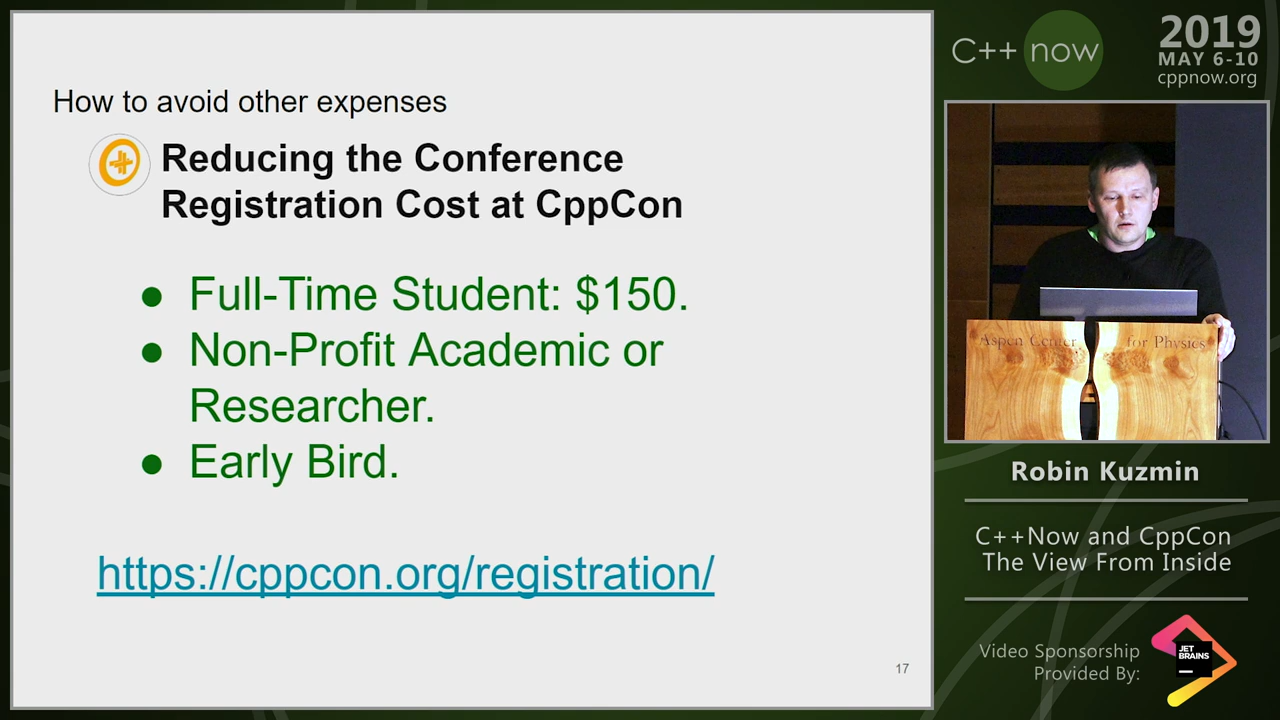 How to avoid other expenses
Reducing the Conference
Registration Cost at CppCon
● Full-Time Student: $150.
● Non-Profit Academic or
Researcher.
● Early Bird.
https://cppcon.org/registration/
17
C++ now
2019
MAY 6-10
cppnow.org
Aspen Center for Physics
Robin Kuzmin
C++Now and CppCon
The View From Inside
Video Sponsorship
Provided By:
JET
BRAINS